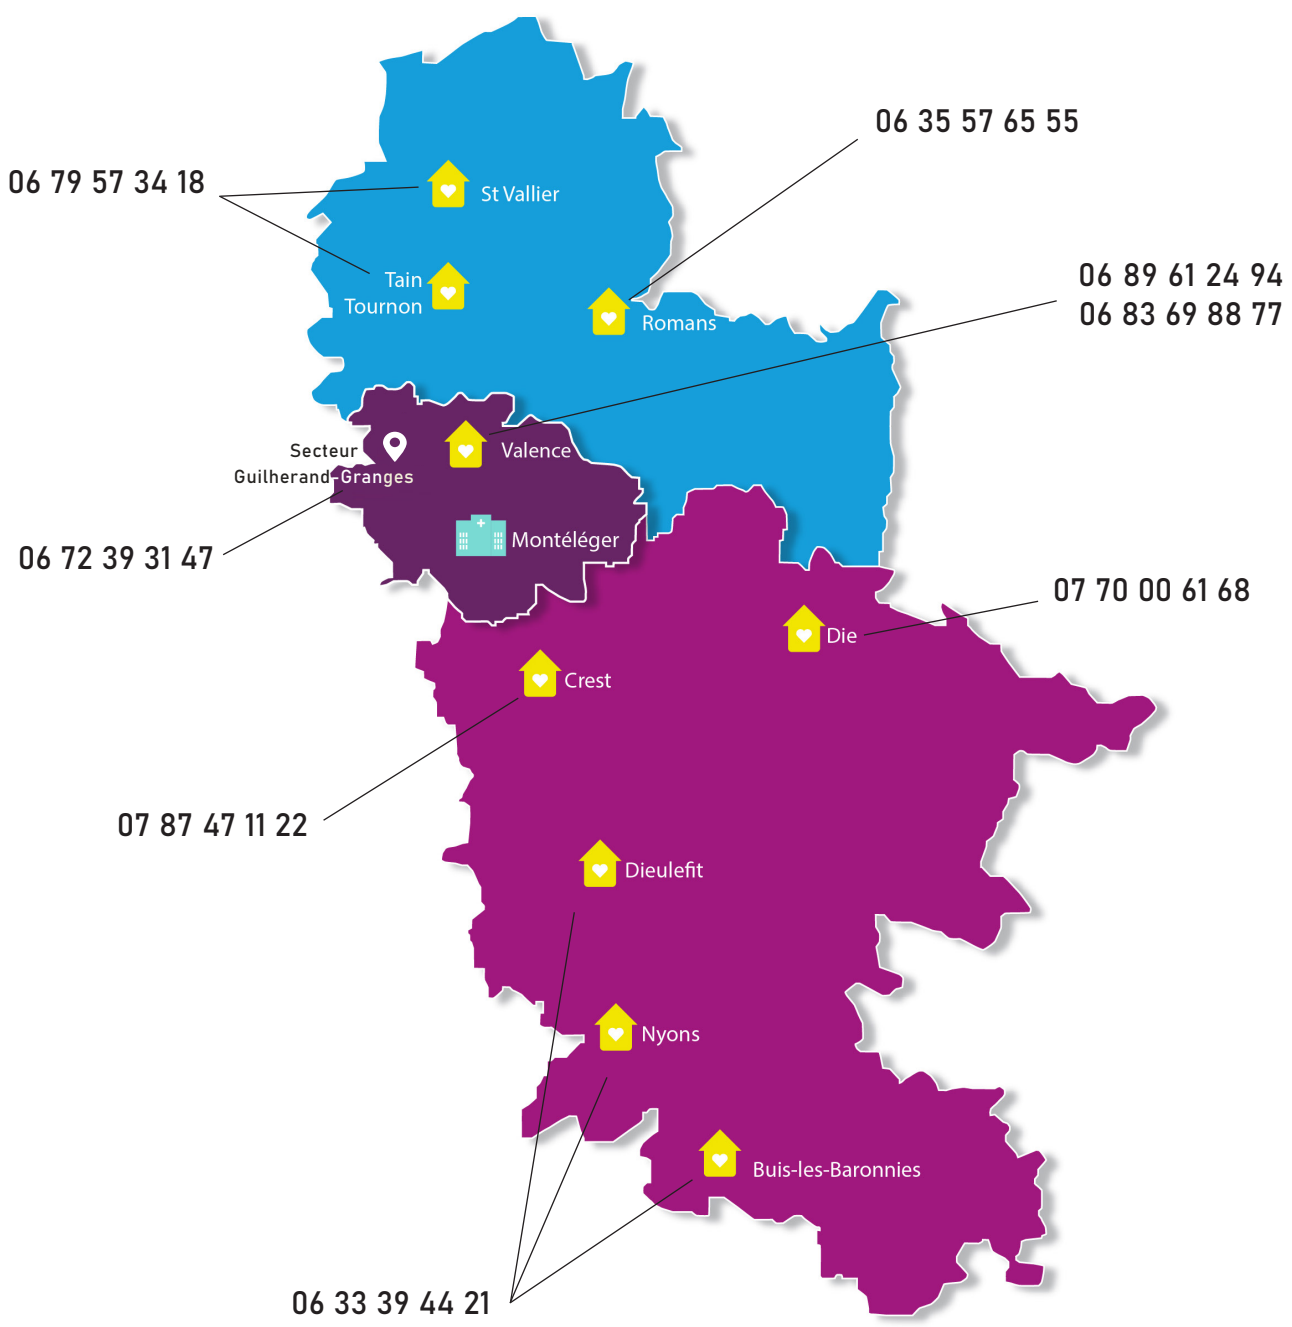 06 35 57 65 55
06 79 57 34 18
St Vallier
Tain
Tournon
Romans
06 89 61 24 94
06 83 69 88 77
Secteur
Guilherand-Granges
Valence
Montéléger
06 72 39 31 47
07 70 00 61 68
Die
Crest
07 87 47 11 22
Dieulefit
Nyons
Buis-les-Baronnies
06 33 39 44 21